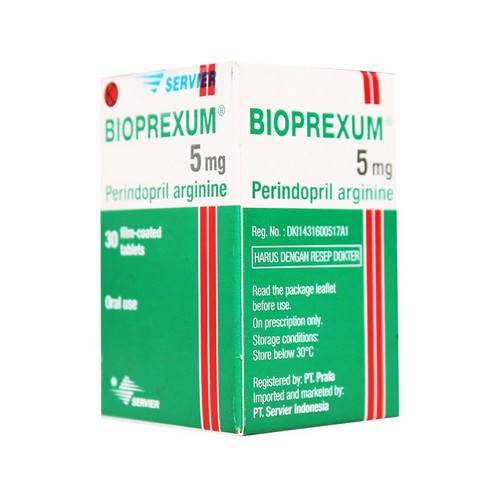 SERVIER
BIOPREXUM®
5 mg
Perindopril arginine
30 film-coated
tablets
Oral use
SERVIER
BIOPREXUM®
5 mg
Perindopril arginine
Reg. No. : DKI1431600517A1
HARUS DENGAN RESEP DOKTER
Read the package leaflet
before use.
On prescription only.
Storage conditions:
Store below 30°C
Registered by: PT. Prafa
Imported and marketed by:
PT. Servier Indonesia